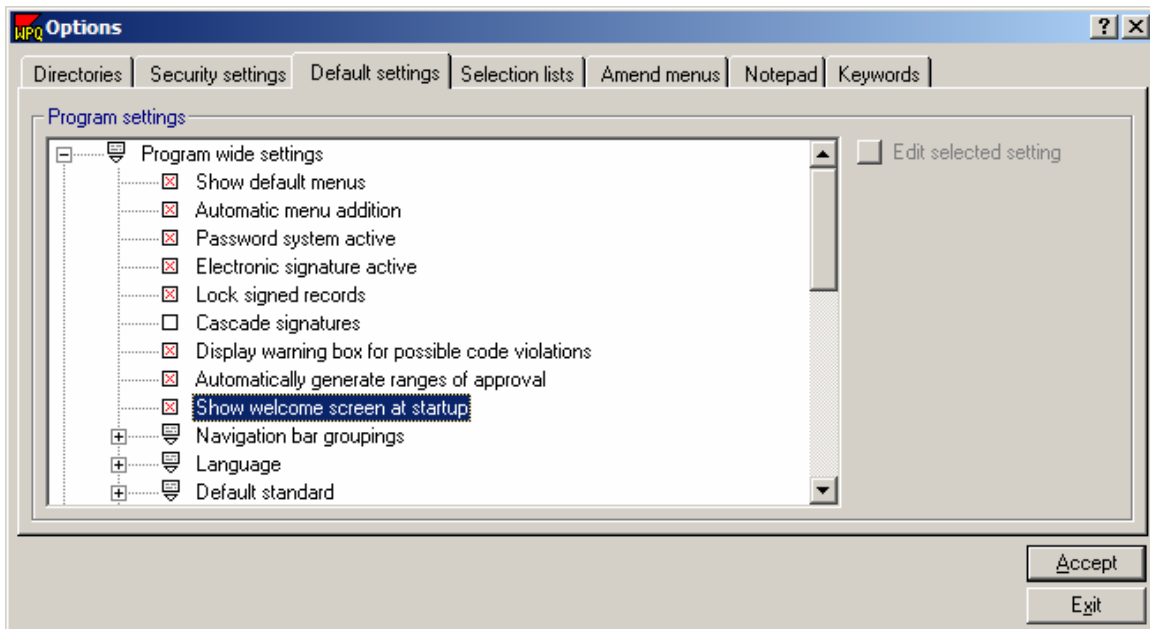 WPQ Options
Directories Security settings Default settings Selection lists Amend menus Notepad Keywords
Program settings
Program wide settings
Edit selected setting
Show default menus
Automatic menu addition
Password system active
Electronic signature active
Lock signed records
Cascade signatures
Display warning box for possible code violations
Automatically generate ranges of approval
Show welcome screen at startup
Navigation bar groupings
Language
Default standard
Accept
Exit